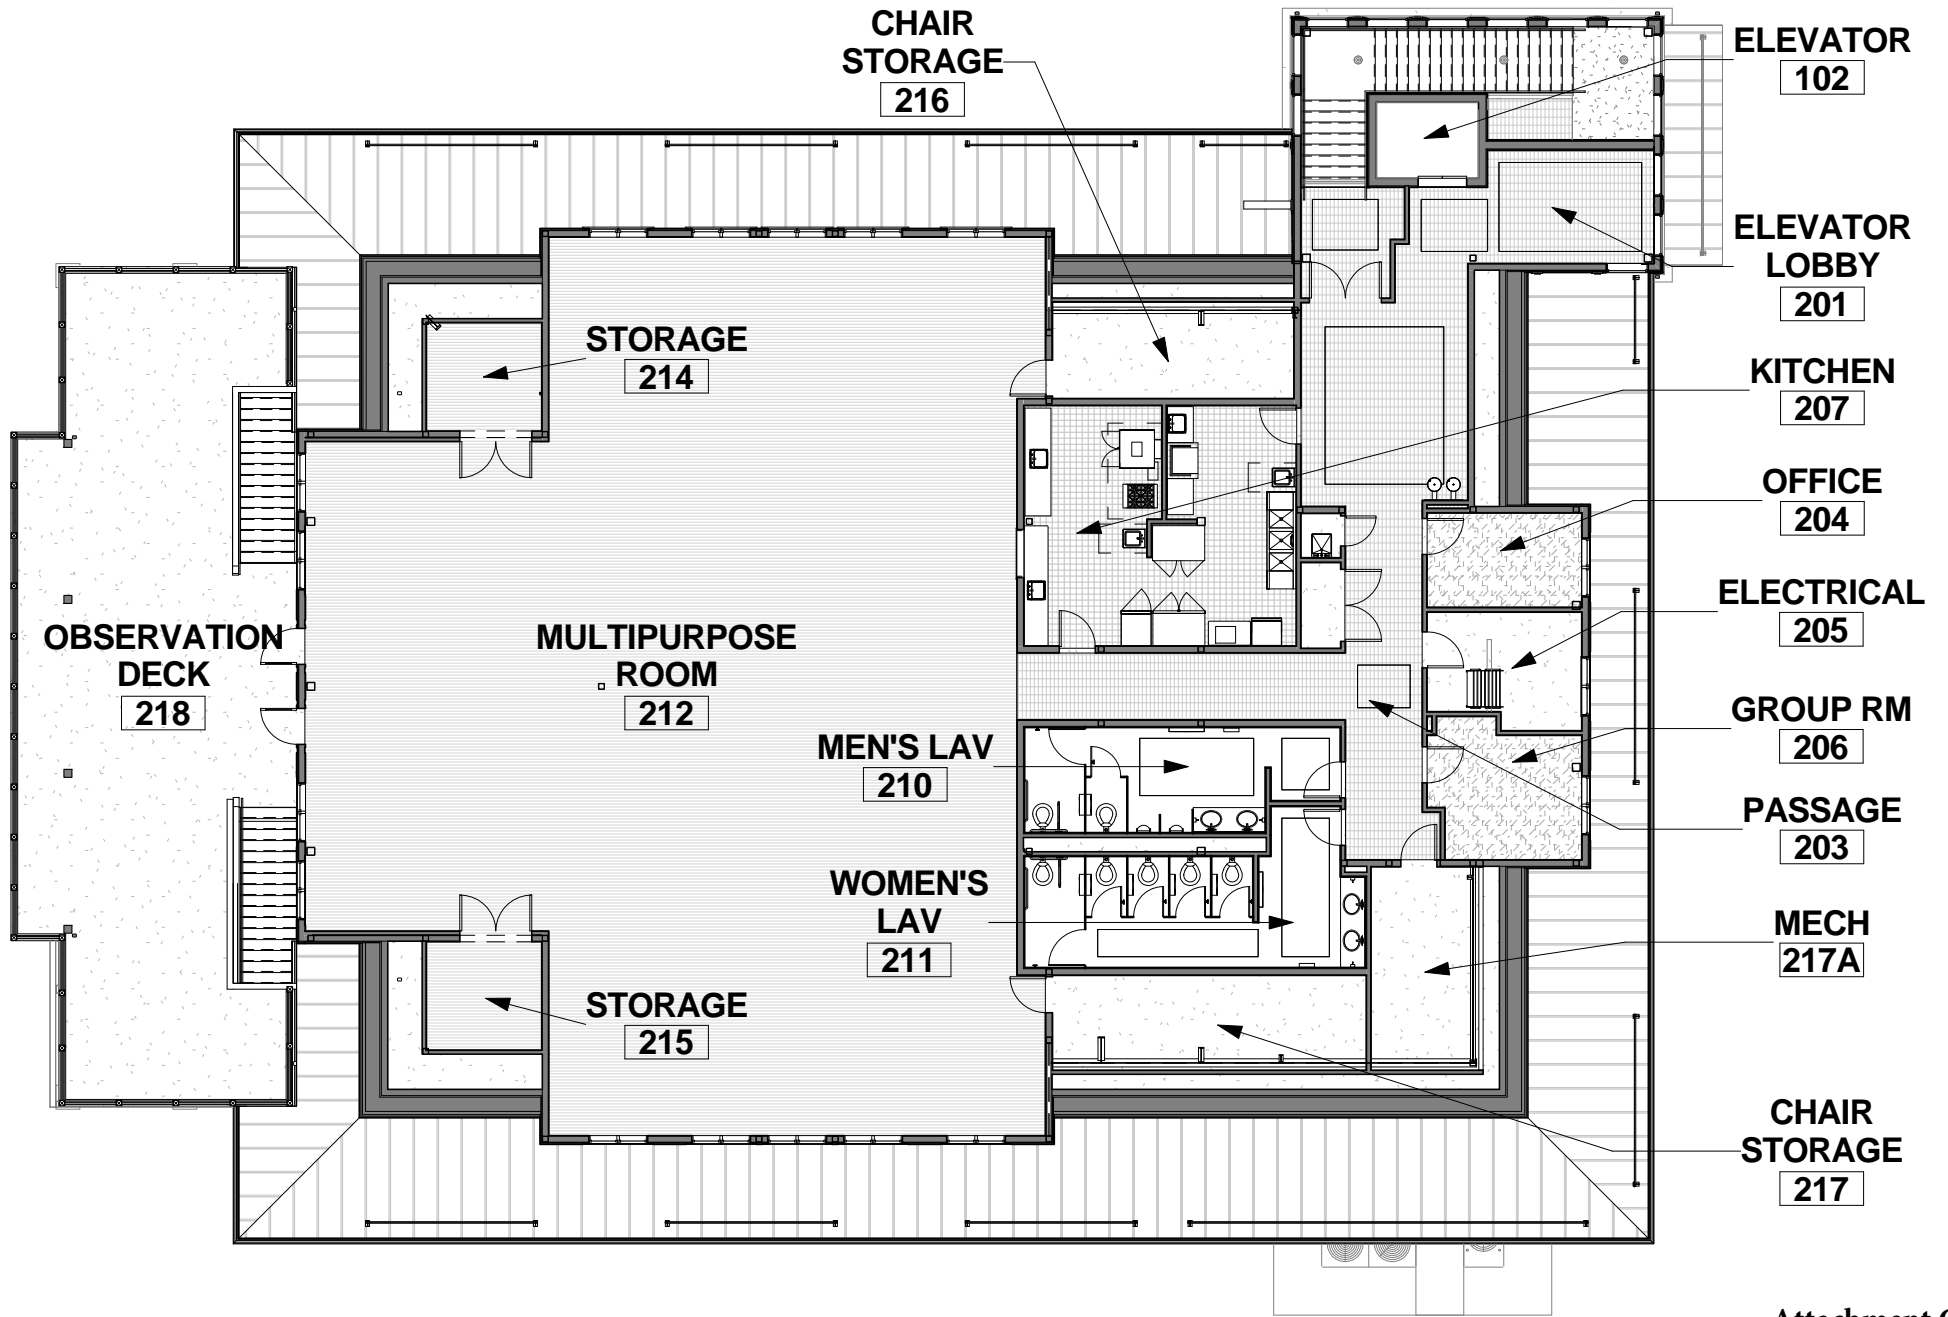 CHAIR
STORAGE
216
ELEVATOR
102
ELEVATOR
LOBBY
201
STORAGE
214
KITCHEN
207
OFFICE
204
ELECTRICAL
205
OBSERVATION
DECK
218
MULTIPURPOSE
ROOM
212
GROUP RM
206
MEN'S LAV
210
PASSAGE
203
WOMEN'S
LAV
211
MECH
217A
STORAGE
215
CHAIR
STORAGE
217
Attachment